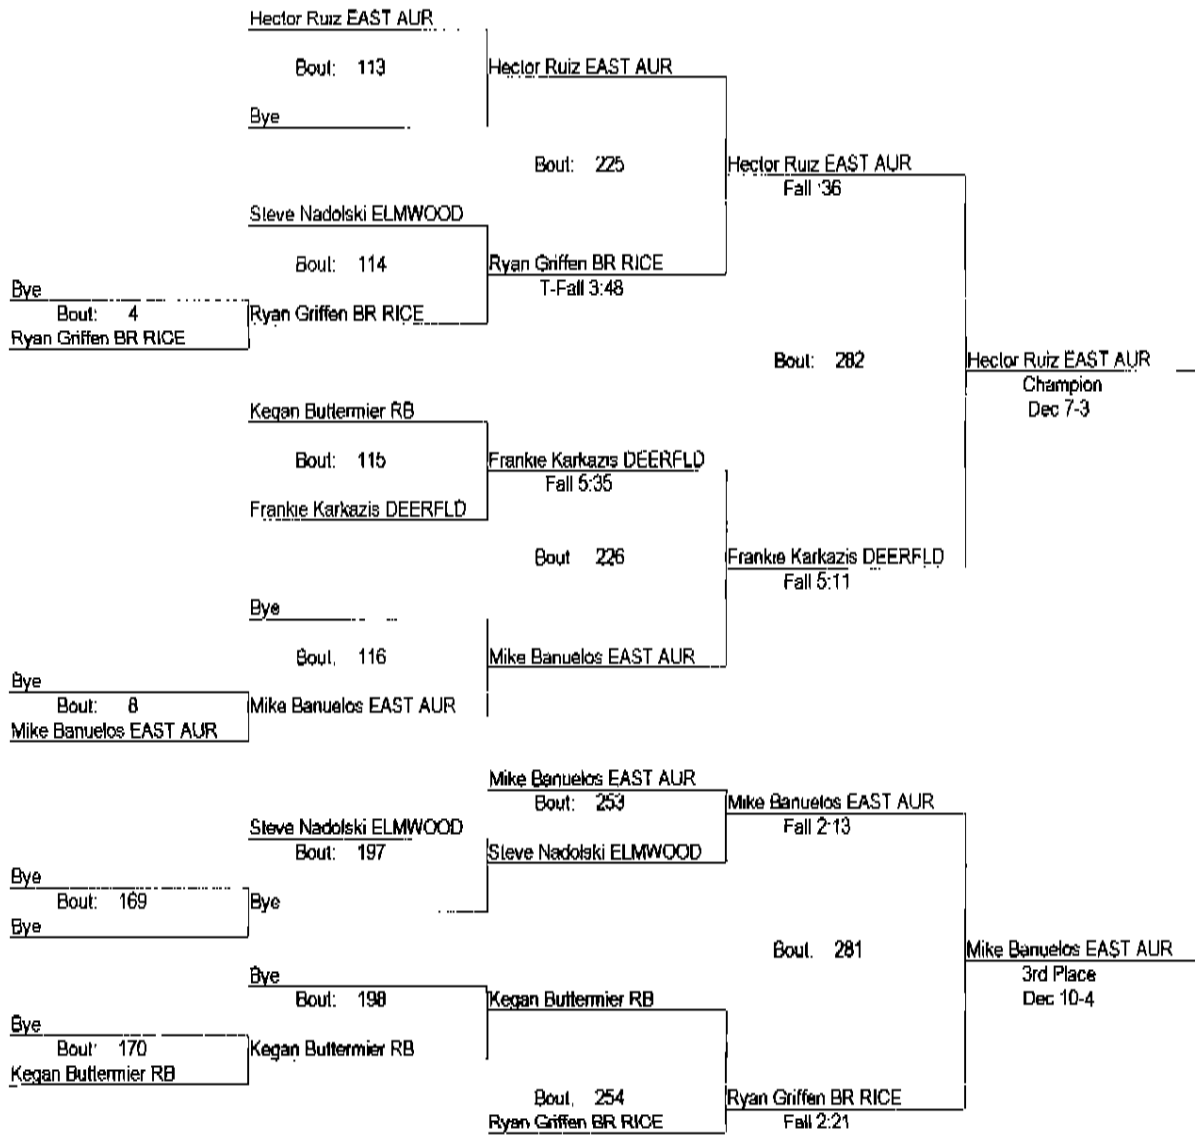 Hector Ruiz EAST AUR
Bout: 113
Hector Ruiz EAST AUR
Bye
Bout: 225
Hector Ruiz EAST AUR
Fall :36
Steve Nadolski ELMWOOD
Bout: 114
Ryan Griffen BR RICE
T-Fall 3:48
Bye
Bout: 4
Ryan Griffen BR RICE
Ryan Griffen BR RICE
Bout: 282
Hector Ruiz EAST AUR
Champion
Dec 7-3
Kegan Buttermier RB
Bout: 115
Frankie Karkazis DEERFLD
Fall 5:35
Frankie Karkazis DEERFLD
Bout 226
Frankie Karkazis DEERFLD
Fall 5:11
Bye
Bout. 116
Mike Banuelos EAST AUR
Bye
Bout: 8
Mike Banuelos EAST AUR
Mike Banuelos EAST AUR
Mike Banuelos EAST AUR
Bout: 253
Mike Banuelos EAST AUR
Fall 2:13
Steve Nadolski ELMWOOD
Bout: 197
Steve Nadolski ELMWOOD
Bye
Bout: 169
Bye
Bye
Bout. 281
Mike Banuelos EAST AUR
3rd Place
Dec 10-4
Bye
Bout: 198
Kegan Buttermier RB
Bye
Bout: 170
Kegan Buttermier RB
Kegan Buttermier RB
Bout. 254
Ryan Griffen BR RICE
Ryan Griffen BR RICE
Fall 2:21